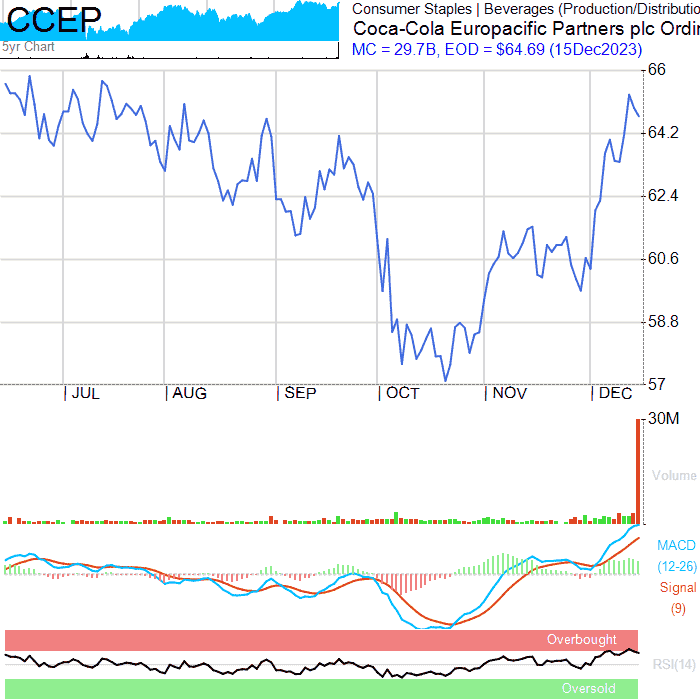 CCEP
5yr Chart
Consumer Staples | Beverages (Production/Distributio
Coca-Cola Europacific Partners plc Ordin
MC = 29.7B, EOD = $64.69 (15Dec2023)
66
64.2
62.4
60.6
58.8
57
JUL AUG SEP OCT NOV DEC
30M
Volume
MACD
(12-26)
Signal
(9)
Overbought
RSI(14)
Oversold